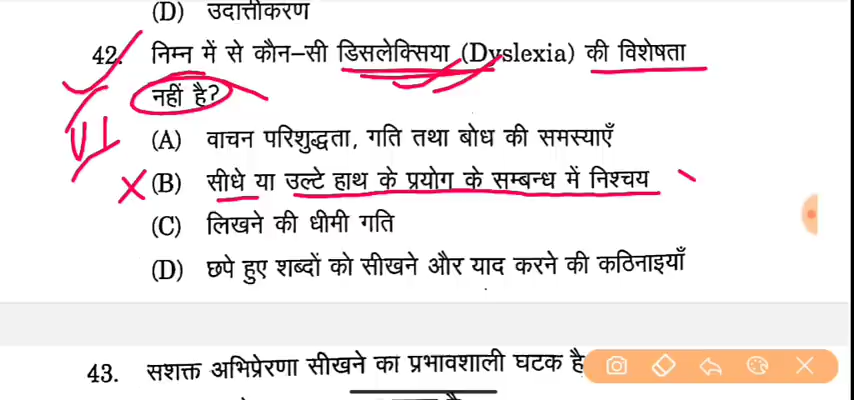 (D) उदात्तीकरण
42. निम्न में से कौन-सी डिसलेक्सिया (Dyslexia) की विशेषता
नहीं है?
(A) वाचन परिशुद्धता, गति तथा बोध की समस्याएँ
(B) सीधे या उल्टे हाथ के प्रयोग के सम्बन्ध में निश्चय
(C) लिखने की धीमी गति
(D) छपे हुए शब्दों को सीखने और याद करने की कठिनाइयाँ
43. सशक्त अभिप्रेरणा सीखने का प्रभावशाली घटक है